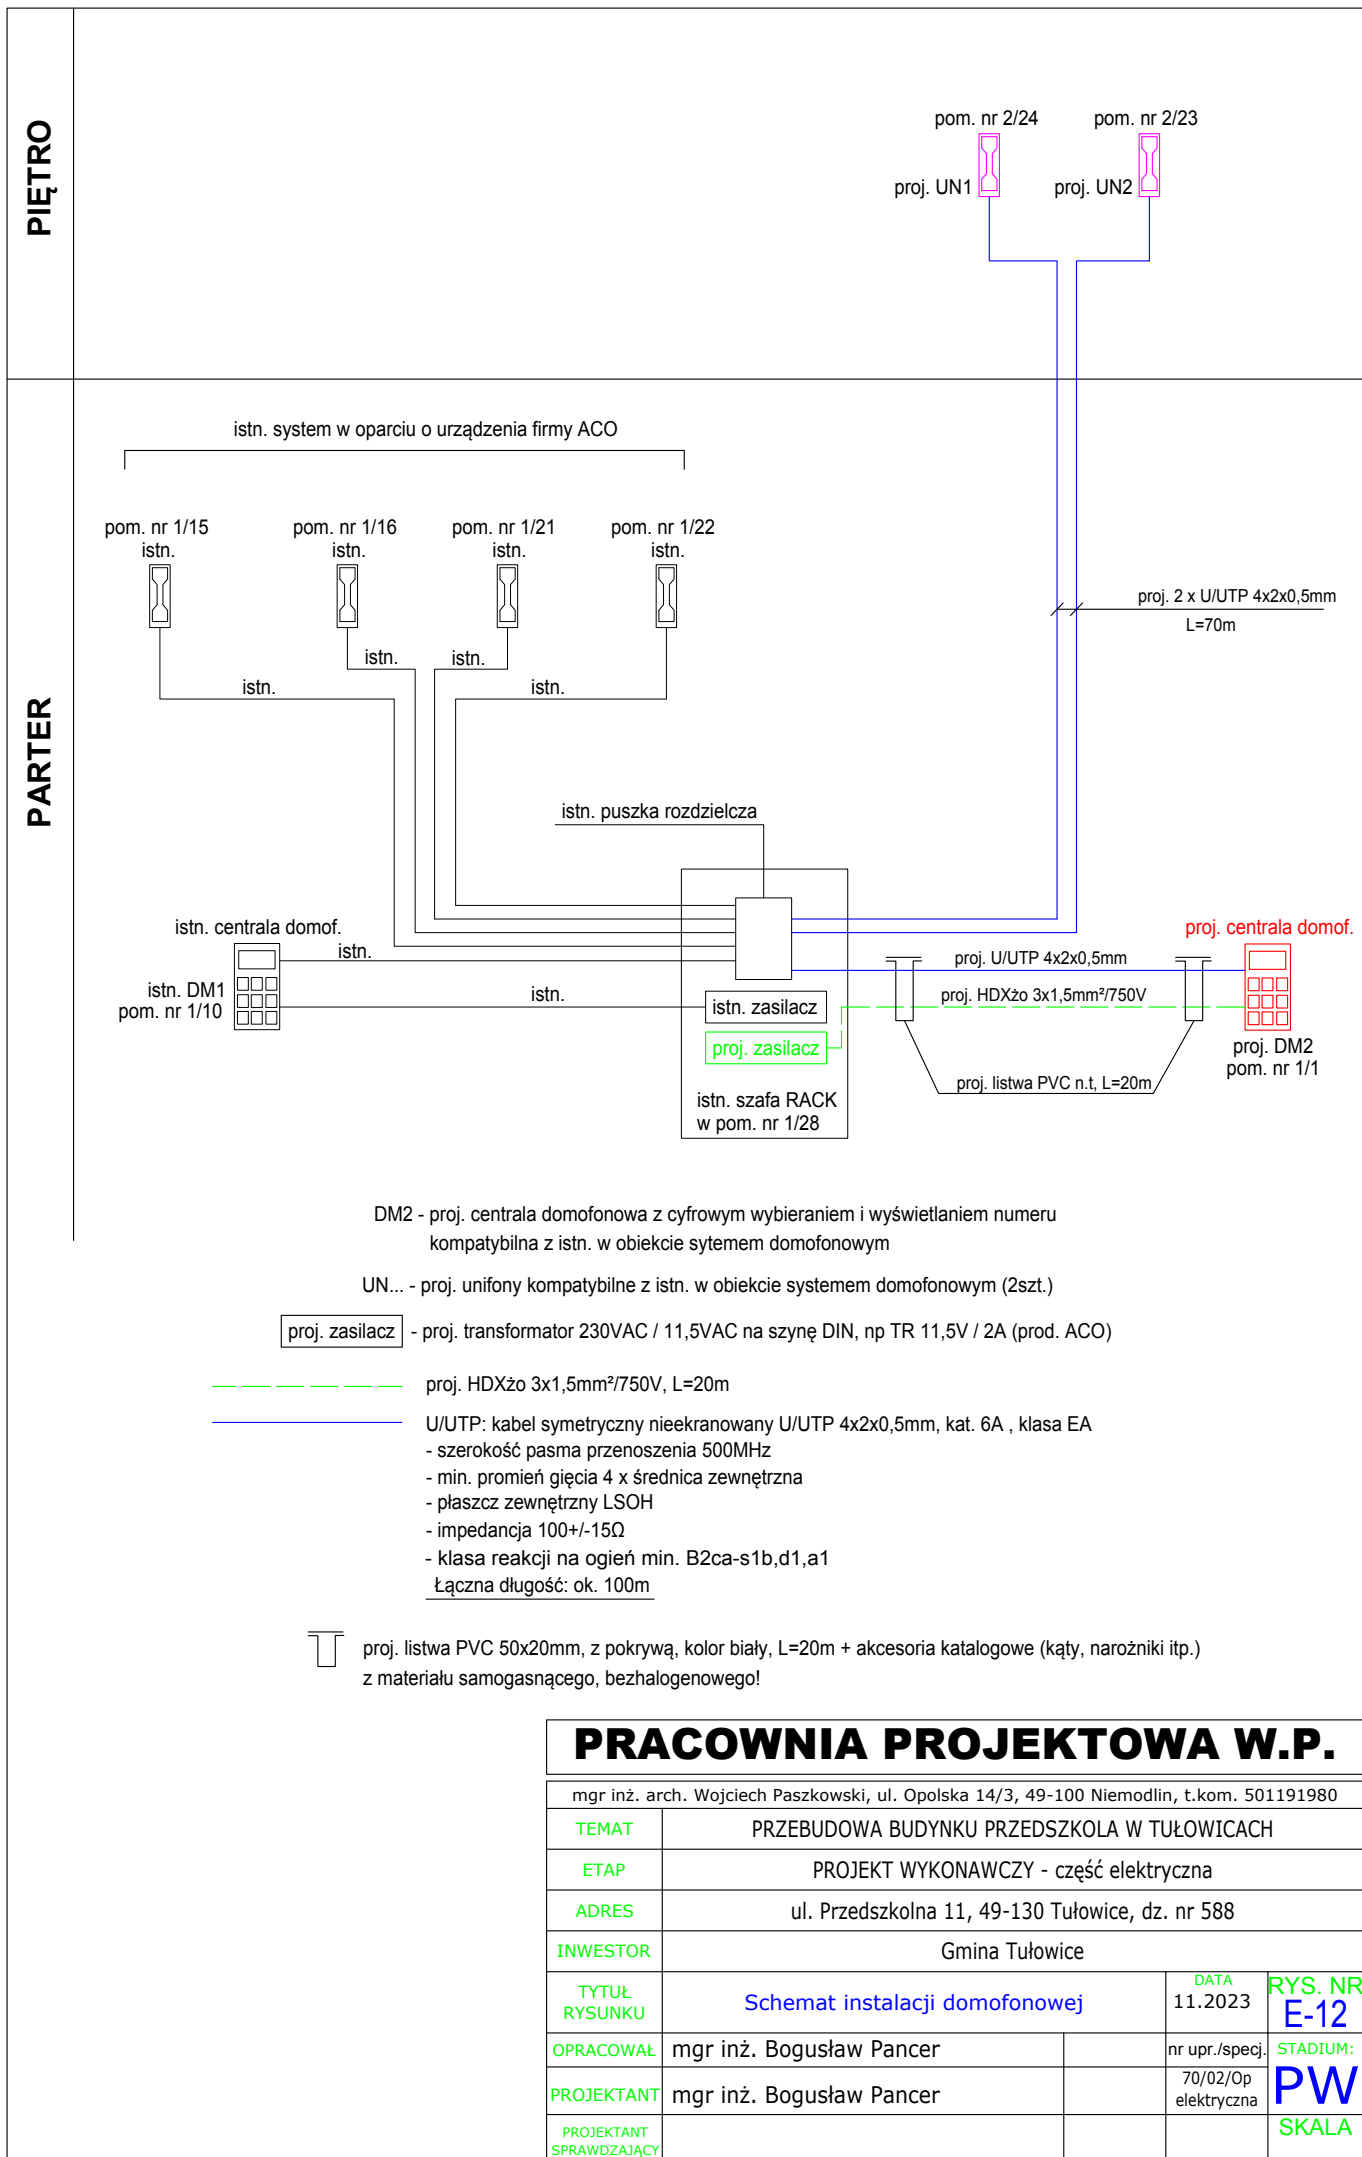 PIĘTRO
pom. nr 2/24
pom. nr 2/23
proj. UN1
proj. UN2
PARTER
istn. system w oparciu o urządzenia firmy ACO
pom. nr 1/15
istn.
pom. nr 1/16
istn.
pom. nr 1/21
istn.
pom. nr 1/22
istn.
proj. 2 x U/UTP 4x2x0,5mm
L=70m
istn.
istn.
istn.
istn.
istn. puszka rozdzielcza
istn. centrala domof.
istn.
istn. DM1
pom. nr 1/10
istn.
istn. zasilacz
proj. zasilacz
istn. szafa RACK
w pom. nr 1/28
proj. centrala domof.
proj. U/UTP 4x2x0,5mm
proj. HDXżo 3x1,5mm²/750V
proj. DM2
pom. nr 1/1
proj. listwa PVC n.t, L=20m
DM2 - proj. centrala domofonowa z cyfrowym wybieraniem i wyświetlaniem numeru
kompatybilna z istn. w obiekcie sytemem domofonowym
UN... - proj. unifony kompatybilne z istn. w obiekcie systemem domofonowym (2szt.)
proj. zasilacz - proj. transformator 230VAC / 11,5VAC na szynę DIN, np TR 11,5V / 2A (prod. ACO)
proj. HDXżo 3x1,5mm²/750V, L=20m
U/UTP: kabel symetryczny nieekranowany U/UTP 4x2x0,5mm, kat. 6A , klasa EA
- szerokość pasma przenoszenia 500MHz
- min. promień gięcia 4 x średnica zewnętrzna
- płaszcz zewnętrzny LSOH
- impedancja 100+/-15Ω
- klasa reakcji na ogień min. B2ca-s1b,d1,a1
Łączna długość: ok. 100m
proj. listwa PVC 50x20mm, z pokrywą, kolor biały, L=20m + akcesoria katalogowe (kąty, narożniki itp.)
z materiału samogasnącego, bezhalogenowego!
PRACOWNIA PROJEKTOWA W.P.
mgr inż. arch. Wojciech Paszkowski, ul. Opolska 14/3, 49-100 Niemodlin, t.kom. 501191980
TEMAT
PRZEBUDOWA BUDYNKU PRZEDSZKOLA W TUŁOWICACH
ETAP
PROJEKT WYKONAWCZY - część elektryczna
ADRES
ul. Przedszkolna 11, 49-130 Tułowice, dz. nr 588
INWESTOR
Gmina Tułowice
TYTUŁ
RYSUNKU
Schemat instalacji domofonowej
DATA
11.2023
RYS. NR
E-12
OPRACOWAŁ
mgr inż. Bogusław Pancer
nr upr./specj.
STADIUM:
PW
PROJEKTANT
mgr inż. Bogusław Pancer
70/02/Op
elektryczna
PROJEKTANT
SPRAWDZAJĄCY
SKALA